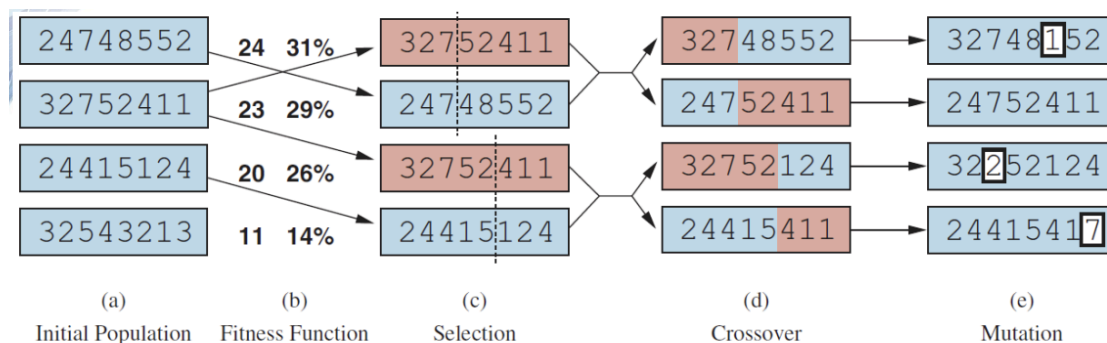 24748552 24 31% 32752411 32748552 32748152
32752411 23 29% 24748552 24752411 24752411
24415124 20 26% 32752411 32752124 32252124
32543213 11 14% 24415124 24415411 24415417
(a) (b) (c) (d) (e)
Initial Population Fitness Function Selection Crossover Mutation